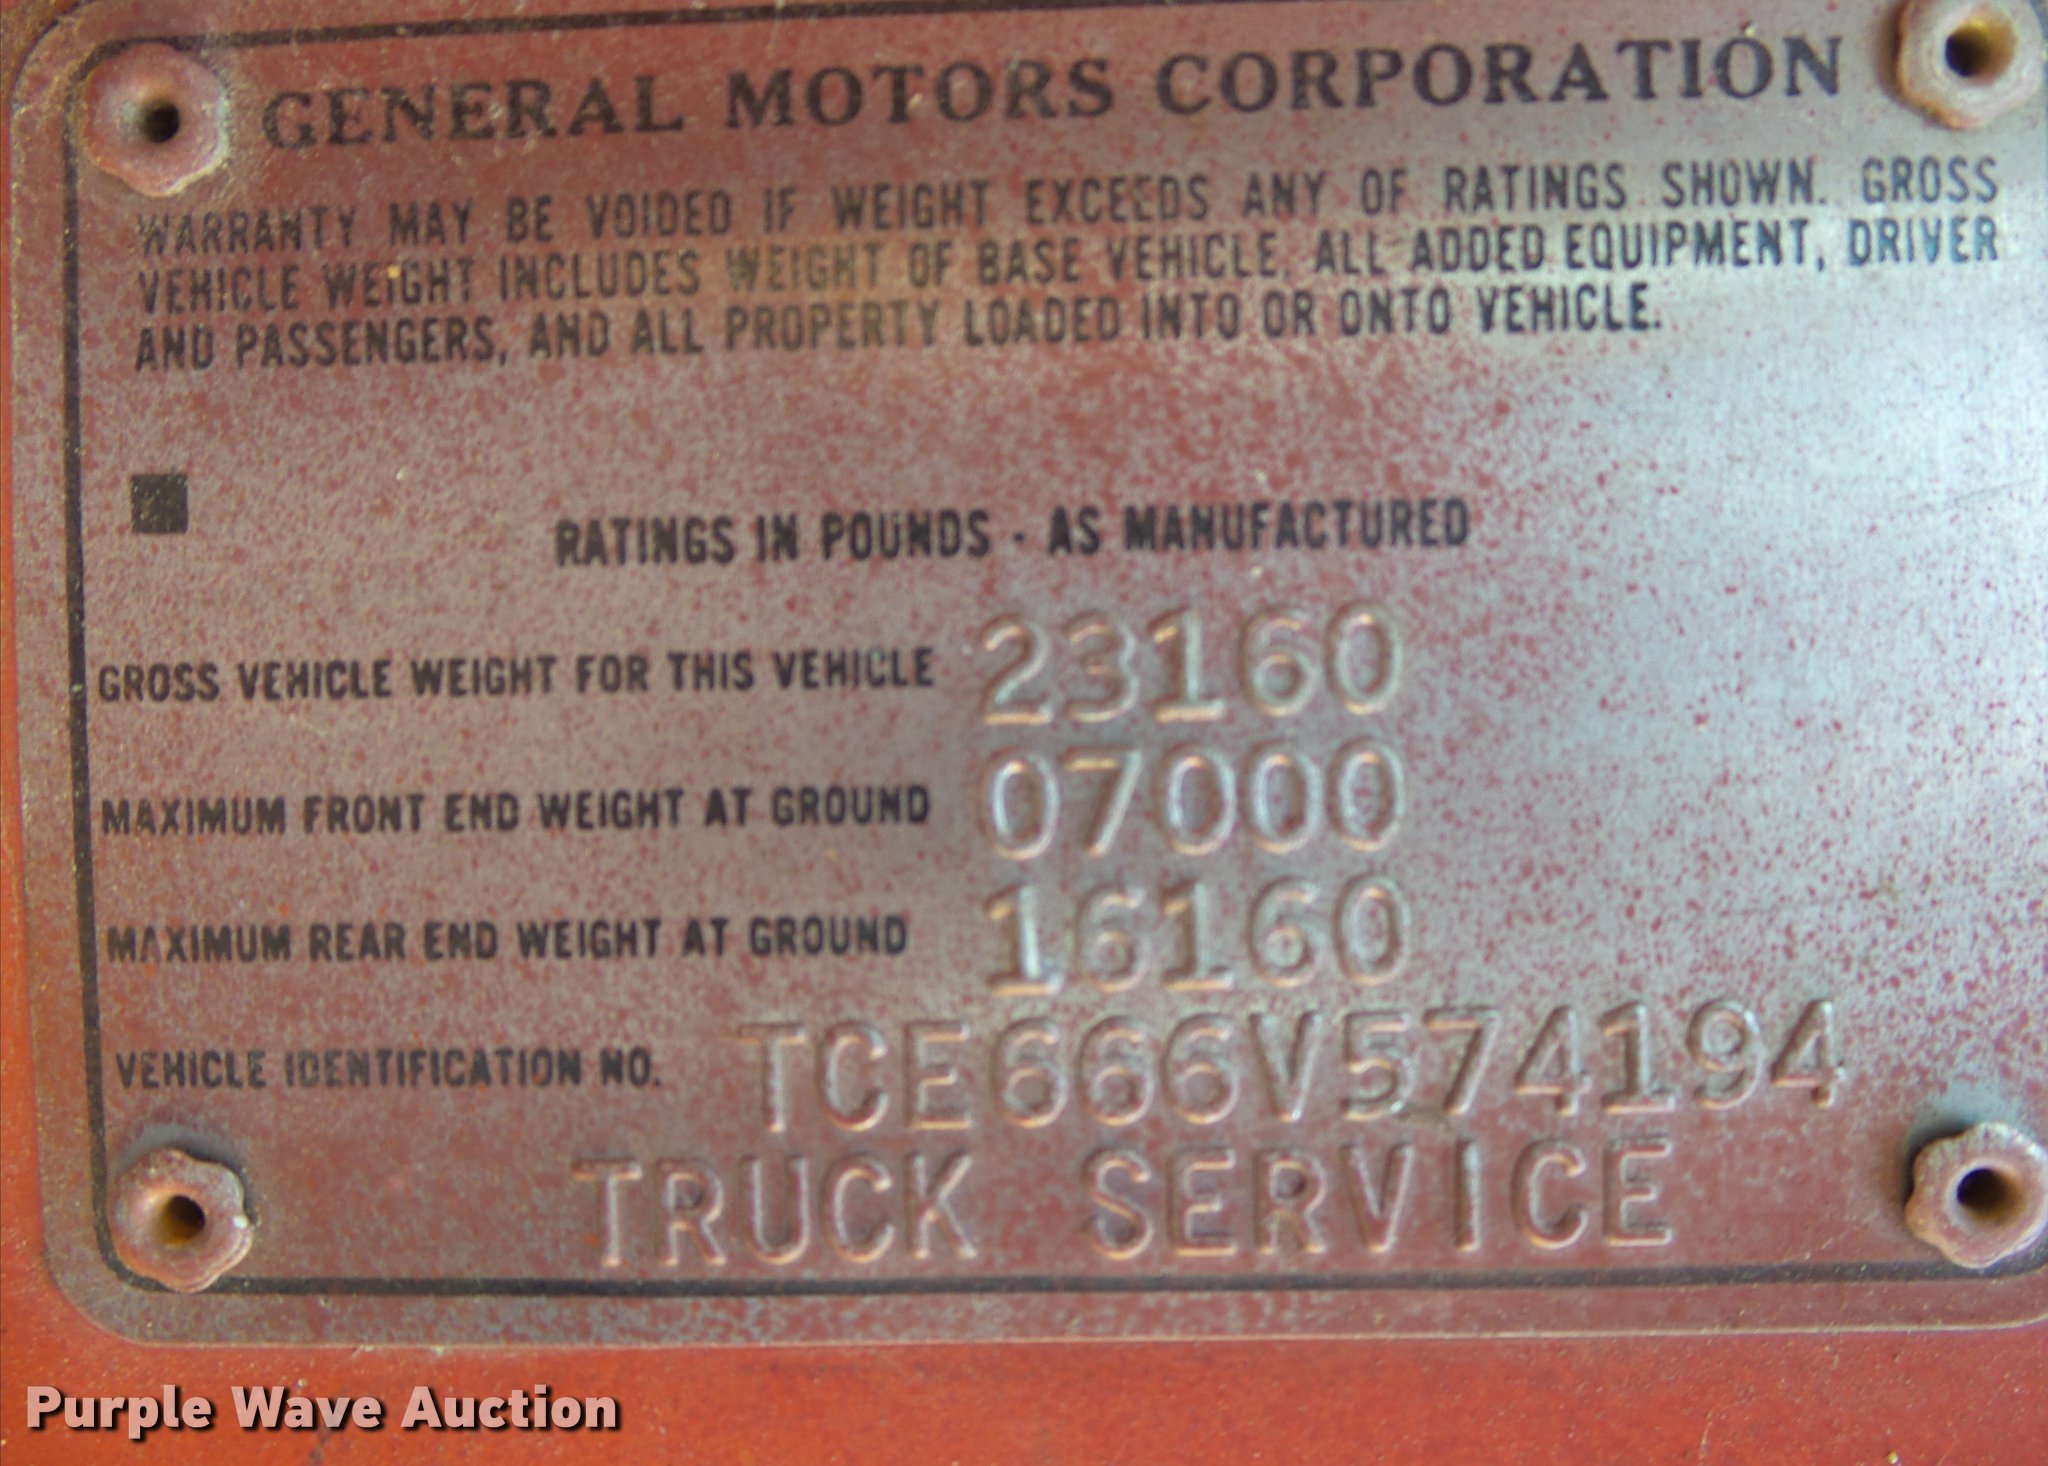 GENERAL MOTORS CORPORATION
WARRANTY MAY BE VOIDED IF WEIGHT EXCEEDS ANY OF RATINGS SHOWN. GROSS
VEHICLE WEIGHT INCLUDES WEIGHT OF BASE VEHICLE, ALL ADDED EQUIPMENT, DRIVER
AND PASSENGERS, AND ALL PROPERTY LOADED INTO OR ONTO VEHICLE.
RATINGS IN POUNDS - AS MANUFACTURED
GROSS VEHICLE WEIGHT FOR THIS VEHICLE 23160
MAXIMUM FRONT END WEIGHT AT GROUND 07000
MAXIMUM REAR END WEIGHT AT GROUND 16160
VEHICLE IDENTIFICATION NO. TCE666V574194
TRUCK SERVICE
Purple Wave Auction